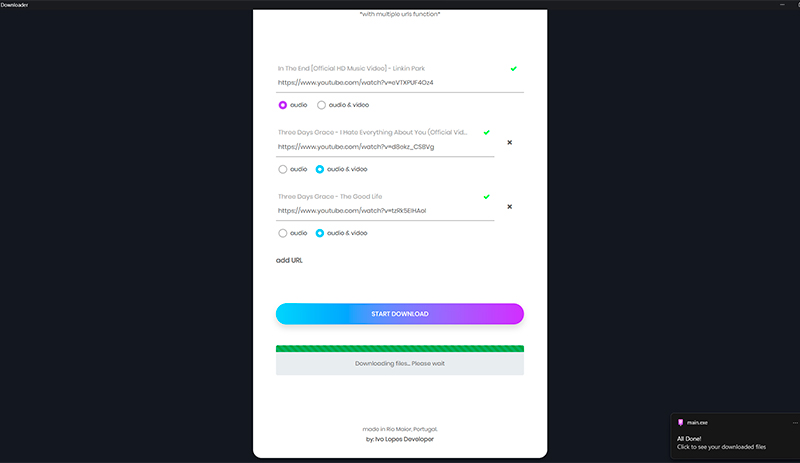 Downloader
*with multiple urls function*
In The End [Official HD Music Video] - Linkin Park
https://www.youtube.com/watch?v=eVTXPUF4Oz4
audio audio & video
Three Days Grace - I Hate Everything About You (Official Vid...
https://www.youtube.com/watch?v=d8ekz_CSBVg
audio audio & video
Three Days Grace - The Good Life
https://www.youtube.com/watch?v=tzRk5EIHAoI
audio audio & video
add URL
START DOWNLOAD
Downloading files... Please wait
made in Rio Maior, Portugal.
by: Ivo Lopes Developer
main.exe
All Done!
Click to see your downloaded files